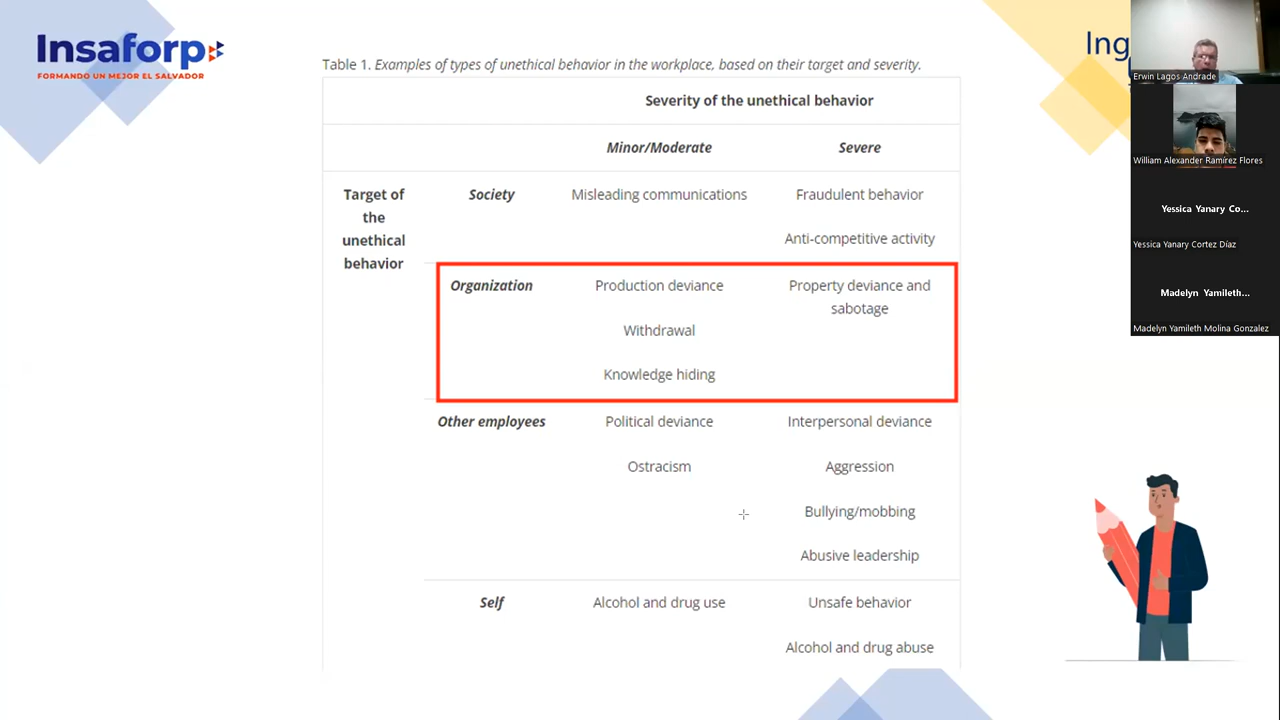 Insaforp
FORMANDO UN MEJOR EL SALVADOR
Ing
Table 1. Examples of types of unethical behavior in the workplace, based on their target and severity.
Severity of the unethical behavior
Minor/Moderate Severe
Target of the unethical behavior
Society Misleading communications Fraudulent behavior
Anti-competitive activity
Organization Production deviance Property deviance and sabotage
Withdrawal
Knowledge hiding
Other employees Political deviance Interpersonal deviance
Ostracism Aggression
Bullying/mobbing
Abusive leadership
Self Alcohol and drug use Unsafe behavior
Alcohol and drug abuse
Erwin Lagos Andrade
William Alexander Ramírez Flores
Yessica Yanary Co...
Yessica Yanary Cortez Díaz
Madelyn Yamileth...
Madelyn Yamileth Molina Gonzalez